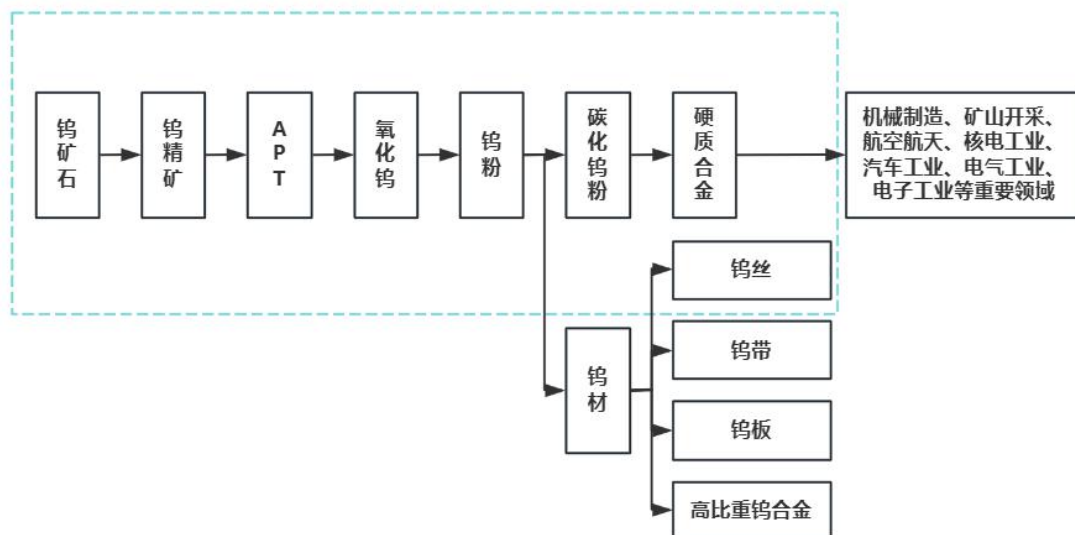 钨矿石
钨精矿
APT
氧化钨
钨粉
碳化钨粉
硬质合金
机械制造、矿山开采、
航空航天、核电工业、
汽车工业、电气工业、
电子工业等重要领域
钨丝
钨材
钨带
钨板
高比重钨合金